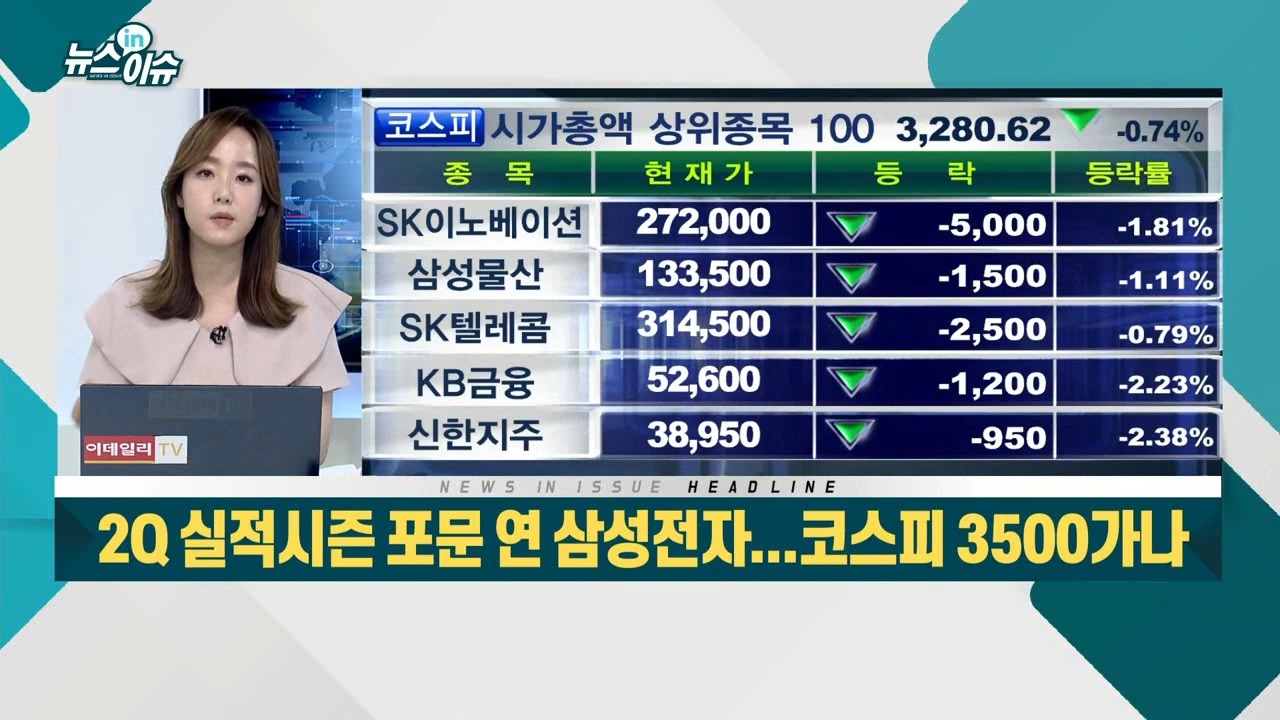 뉴스in이슈
NEWS IN ISSUE
코스피 시가총액 상위종목 100 3,280.62 -0.74%
종 목 현재가 등 락 등락률
SK이노베이션 272,000 -5,000 -1.81%
삼성물산 133,500 -1,500 -1.11%
SK텔레콤 314,500 -2,500 -0.79%
KB금융 52,600 -1,200 -2.23%
신한지주 38,950 -950 -2.38%
이데일리TV
NEWS IN ISSUE HEADLINE
2Q 실적시즌 포문 연 삼성전자...코스피 3500가나